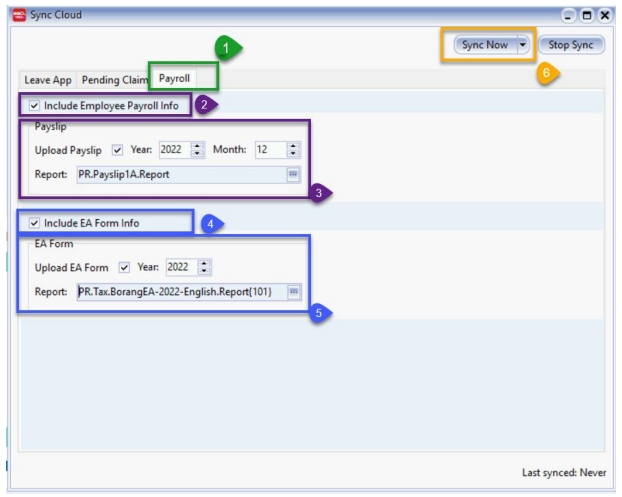 Sync Cloud
1
Sync Now
Stop Sync
6
Leave App
Pending Claim
Payroll
Include Employee Payroll Info
2
Payslip
Upload Payslip
Year:
2022
Month:
12
Report:
PR.Payslip1A.Report
3
Include EA Form Info
4
EA Form
Upload EA Form
Year:
2022
Report:
PR.Tax.BorangEA-2022-English.Report{101}
5
Last synced: Never